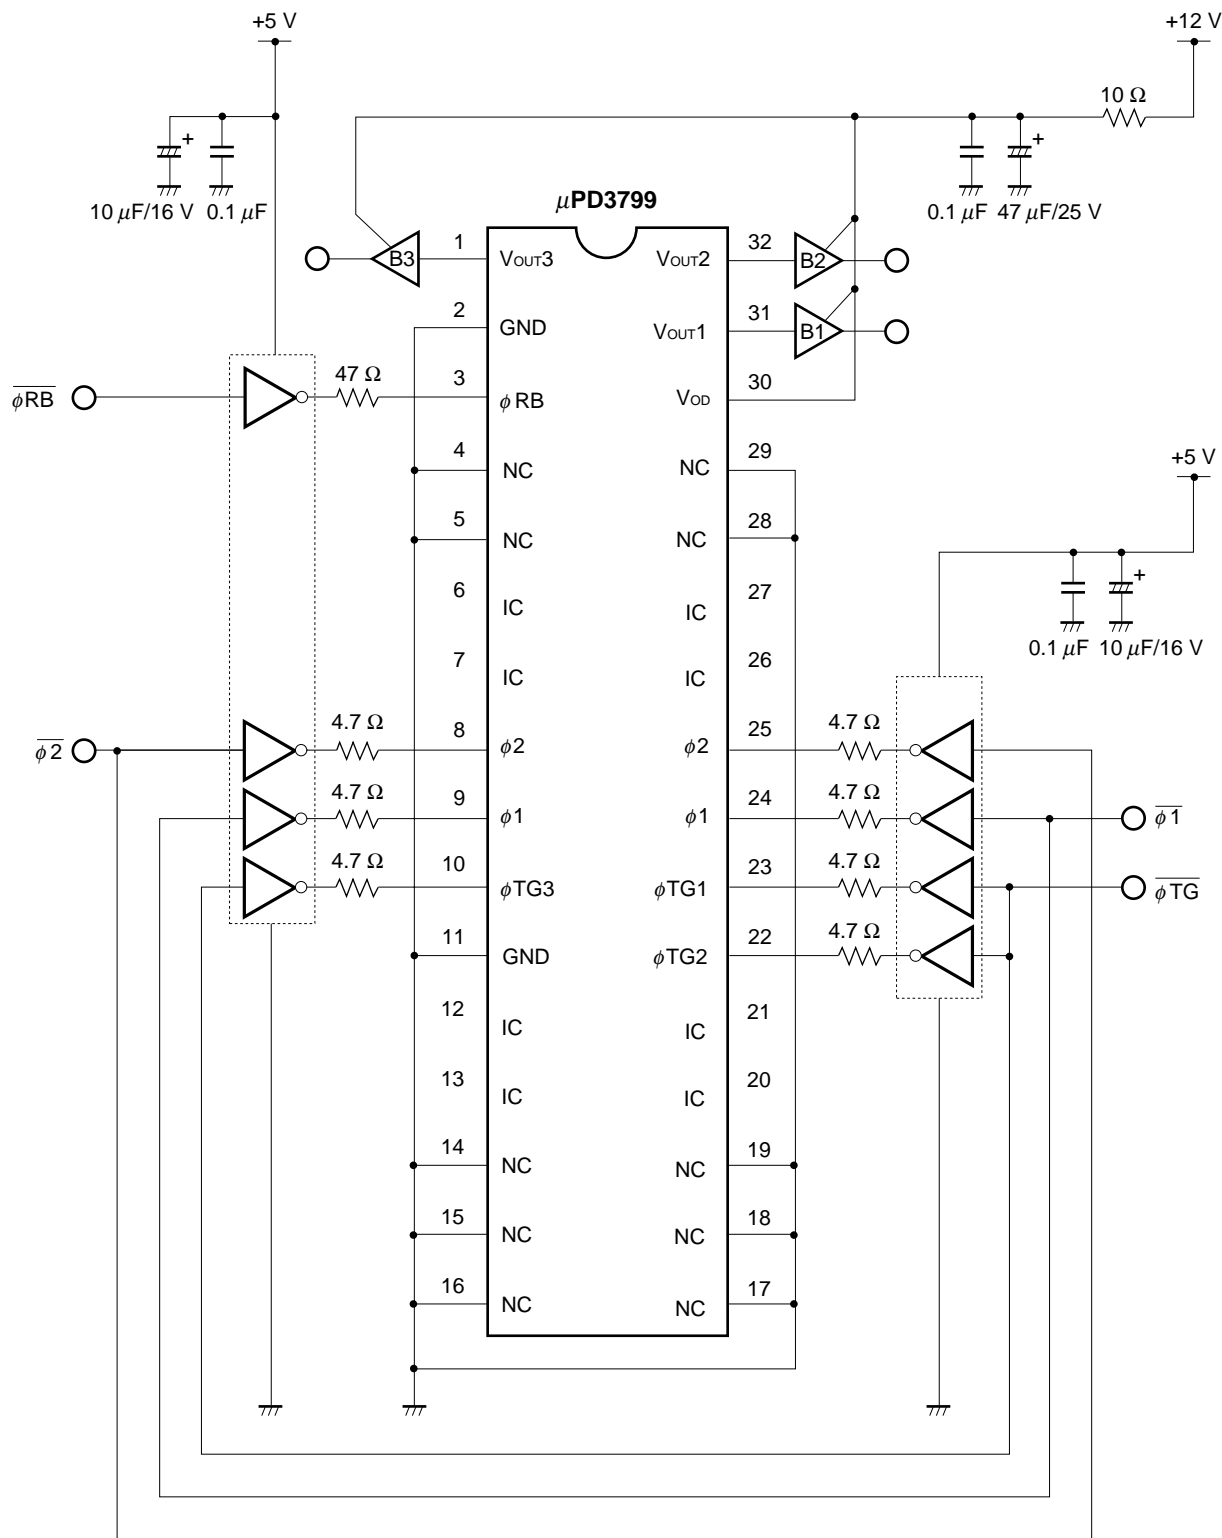 +5 V
+12 V
10 Ω
+
+
10 μF/16 V 0.1 μF
0.1 μF 47 μF/25 V
μPD3799
B3
1 VOUT3
VOUT2 32
B2
2 GND
VOUT1 31
B1
φRB
47 Ω
3 φRB
VOD 30
4 NC
NC 29
+5 V
5 NC
NC 28
+
6 IC
IC 27
0.1 μF 10 μF/16 V
7 IC
IC 26
φ2
4.7 Ω
8 φ2
φ2 25
4.7 Ω
4.7 Ω
9 φ1
φ1 24
4.7 Ω
φ1
4.7 Ω
10 φTG3
φTG1 23
4.7 Ω
φTG
11 GND
φTG2 22
4.7 Ω
12 IC
IC 21
13 IC
IC 20
14 NC
NC 19
15 NC
NC 18
16 NC
NC 17